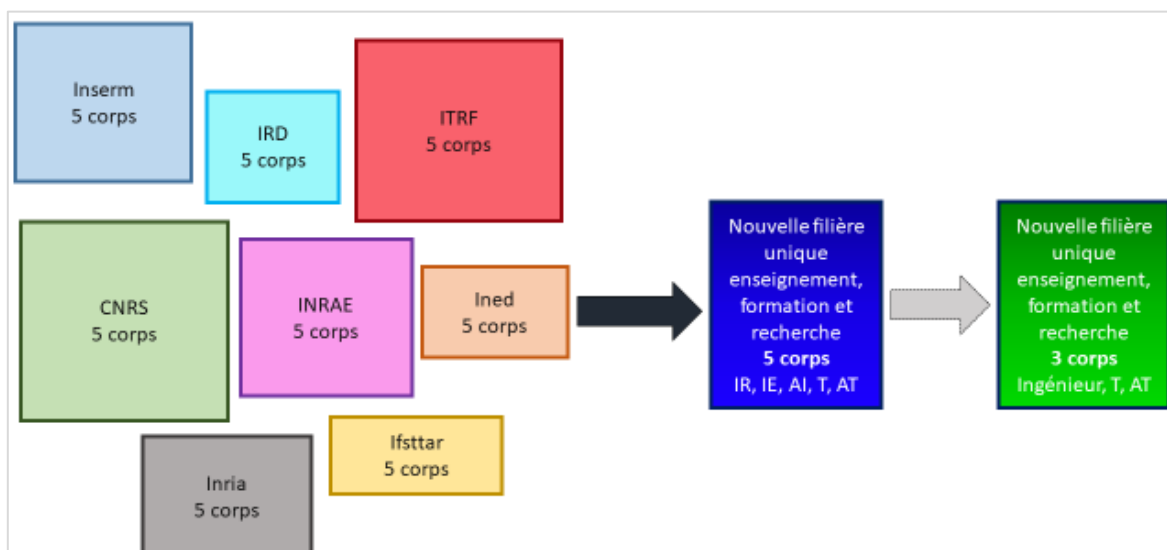 Inserm
5 corps
IRD
5 corps
ITRF
5 corps
CNRS
5 corps
INRAE
5 corps
Ined
5 corps
Inria
5 corps
Ifsttar
5 corps
Nouvelle filière
unique
enseignement,
formation et
recherche
5 corps
IR, IE, AI, T, AT
Nouvelle filière
unique
enseignement,
formation et
recherche
3 corps
Ingénieur, T, AT